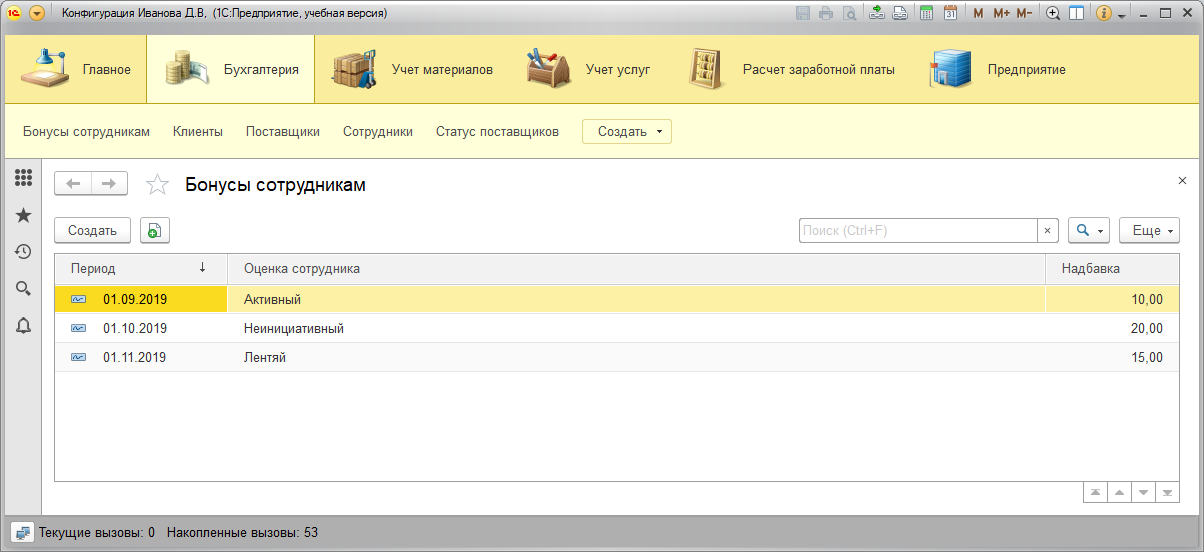 Конфигурация Иванова Д.В, (1С:Предприятие, учебная версия)
31 M M+ M-
Главное Бухгалтерия Учет материалов Учет услуг Расчет заработной платы Предприятие
Бонусы сотрудникам Клиенты Поставщики Сотрудники Статус поставщиков Создать
Бонусы сотрудникам
Создать Поиск (Ctrl+F) Еще
Период Оценка сотрудника Надбавка
01.09.2019 Активный 10,00
01.10.2019 Неинициативный 20,00
01.11.2019 Лентяй 15,00
Текущие вызовы: 0 Накопленные вызовы: 53